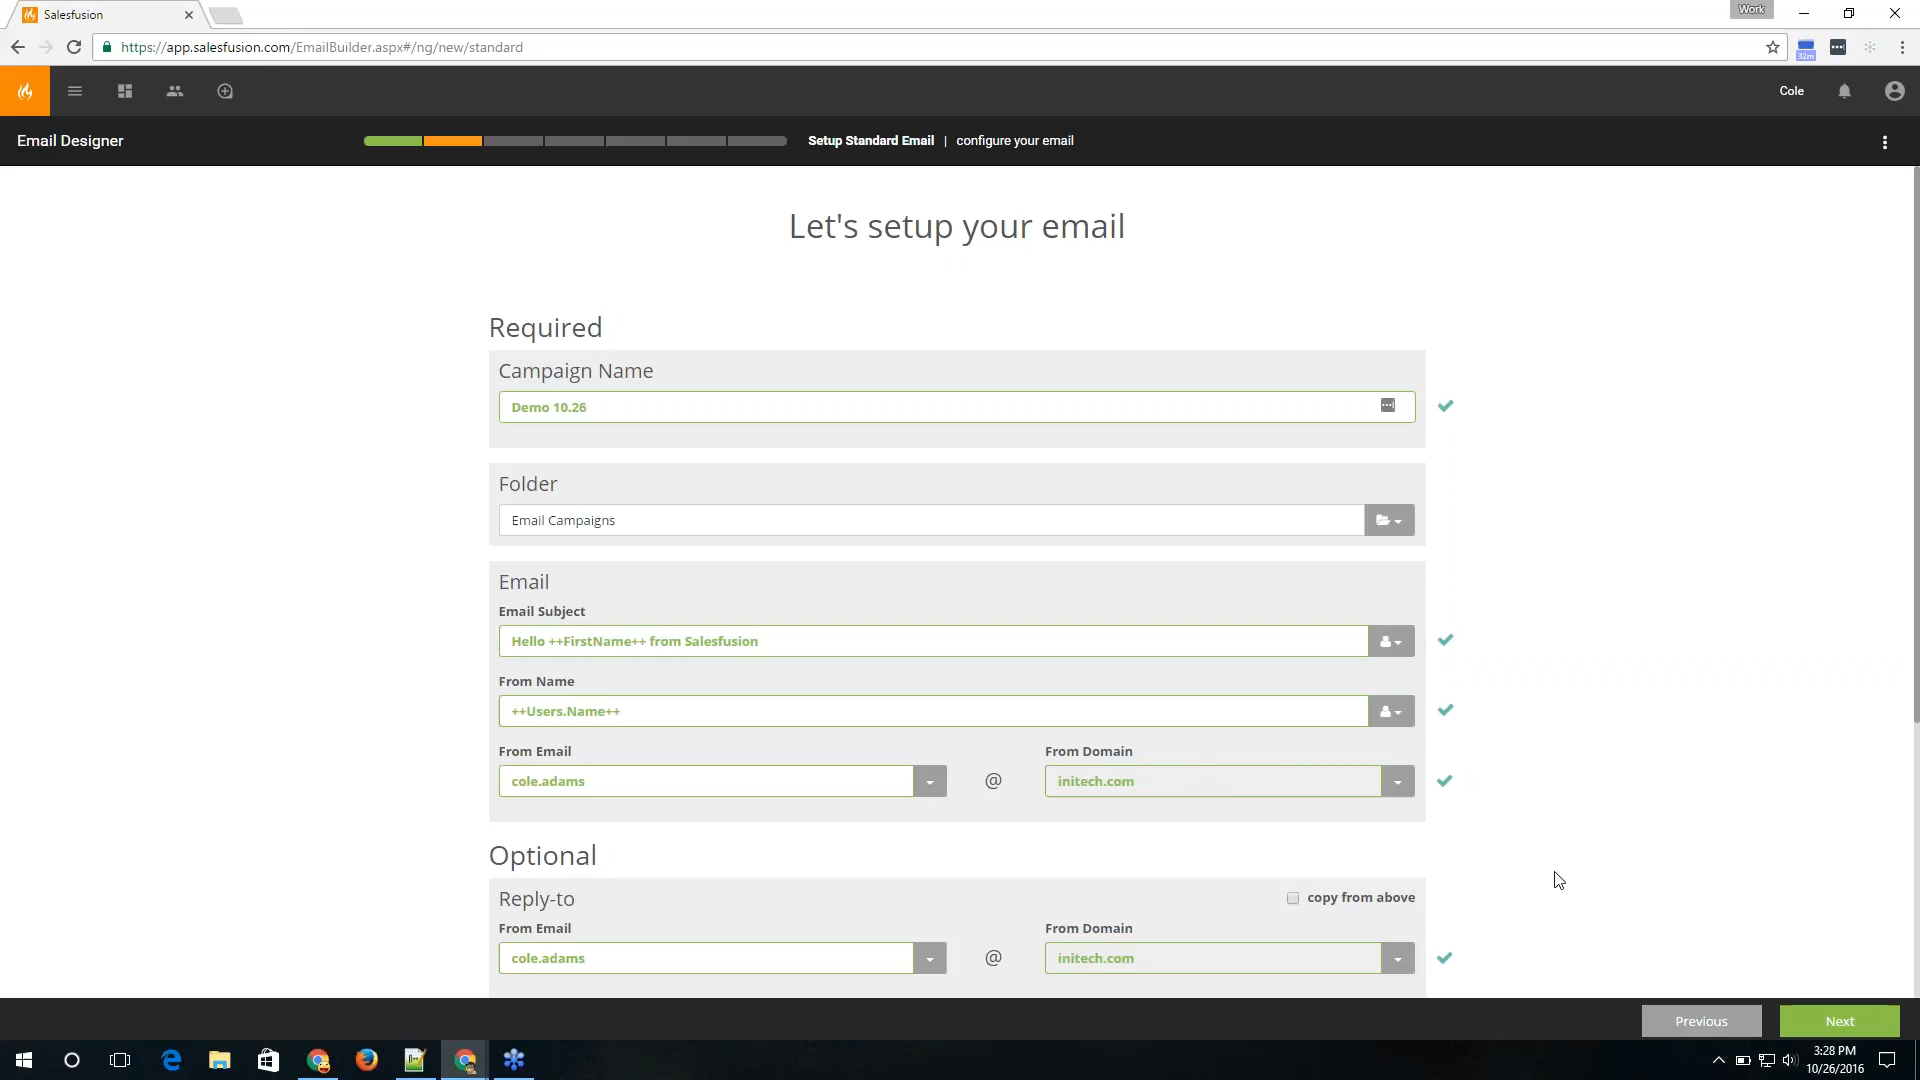 Salesfusion
Work
https://app.salesfusion.com/EmailBuilder.aspx#/ng/new/standard
32m
Cole
Email Designer
Setup Standard Email | configure your email
Let's setup your email
Required
Campaign Name
Demo 10.26
Folder
Email Campaigns
Email
Email Subject
Hello ++FirstName++ from Salesfusion
From Name
++Users.Name++
From Email
From Domain
cole.adams
@
initech.com
Optional
Reply-to
copy from above
From Email
From Domain
cole.adams
@
initech.com
Previous
Next
3:28 PM
10/26/2016